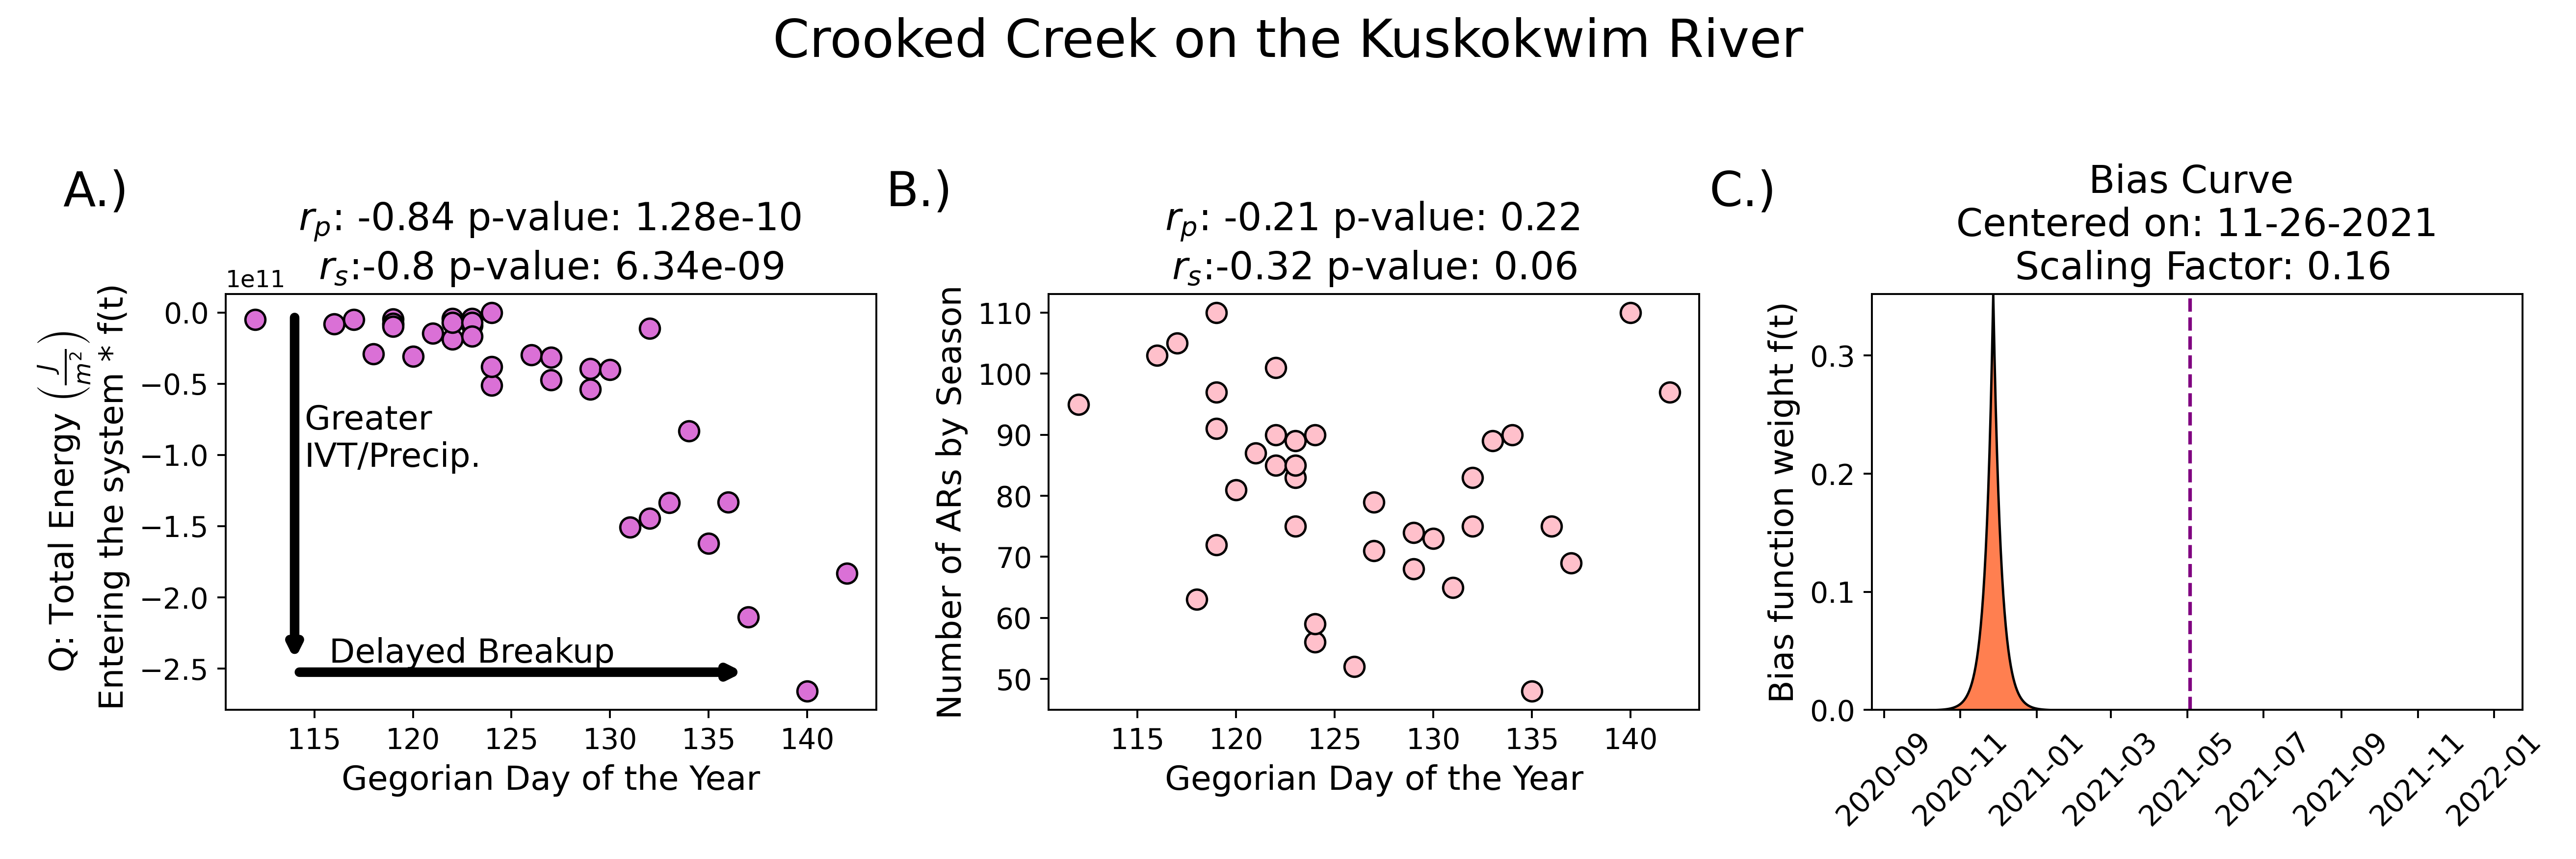 Crooked Creek on the Kuskokwim River
A.)
r_p: -0.84 p-value: 1.28e-10
r_s:-0.8 p-value: 6.34e-09
1e11
Q: Total Energy (J/m²)
Entering the system * f(t)
0.0
−0.5
−1.0
−1.5
−2.0
−2.5
Greater
IVT/Precip.
Delayed Breakup
115 120 125 130 135 140
Gegorian Day of the Year
B.)
r_p: -0.21 p-value: 0.22
r_s:-0.32 p-value: 0.06
Number of ARs by Season
110
100
90
80
70
60
50
115 120 125 130 135 140
Gegorian Day of the Year
C.)
Bias Curve
Centered on: 11-26-2021
Scaling Factor: 0.16
Bias function weight f(t)
0.3
0.2
0.1
0.0
2020-09 2020-11 2021-01 2021-03 2021-05 2021-07 2021-09 2021-11 2022-01